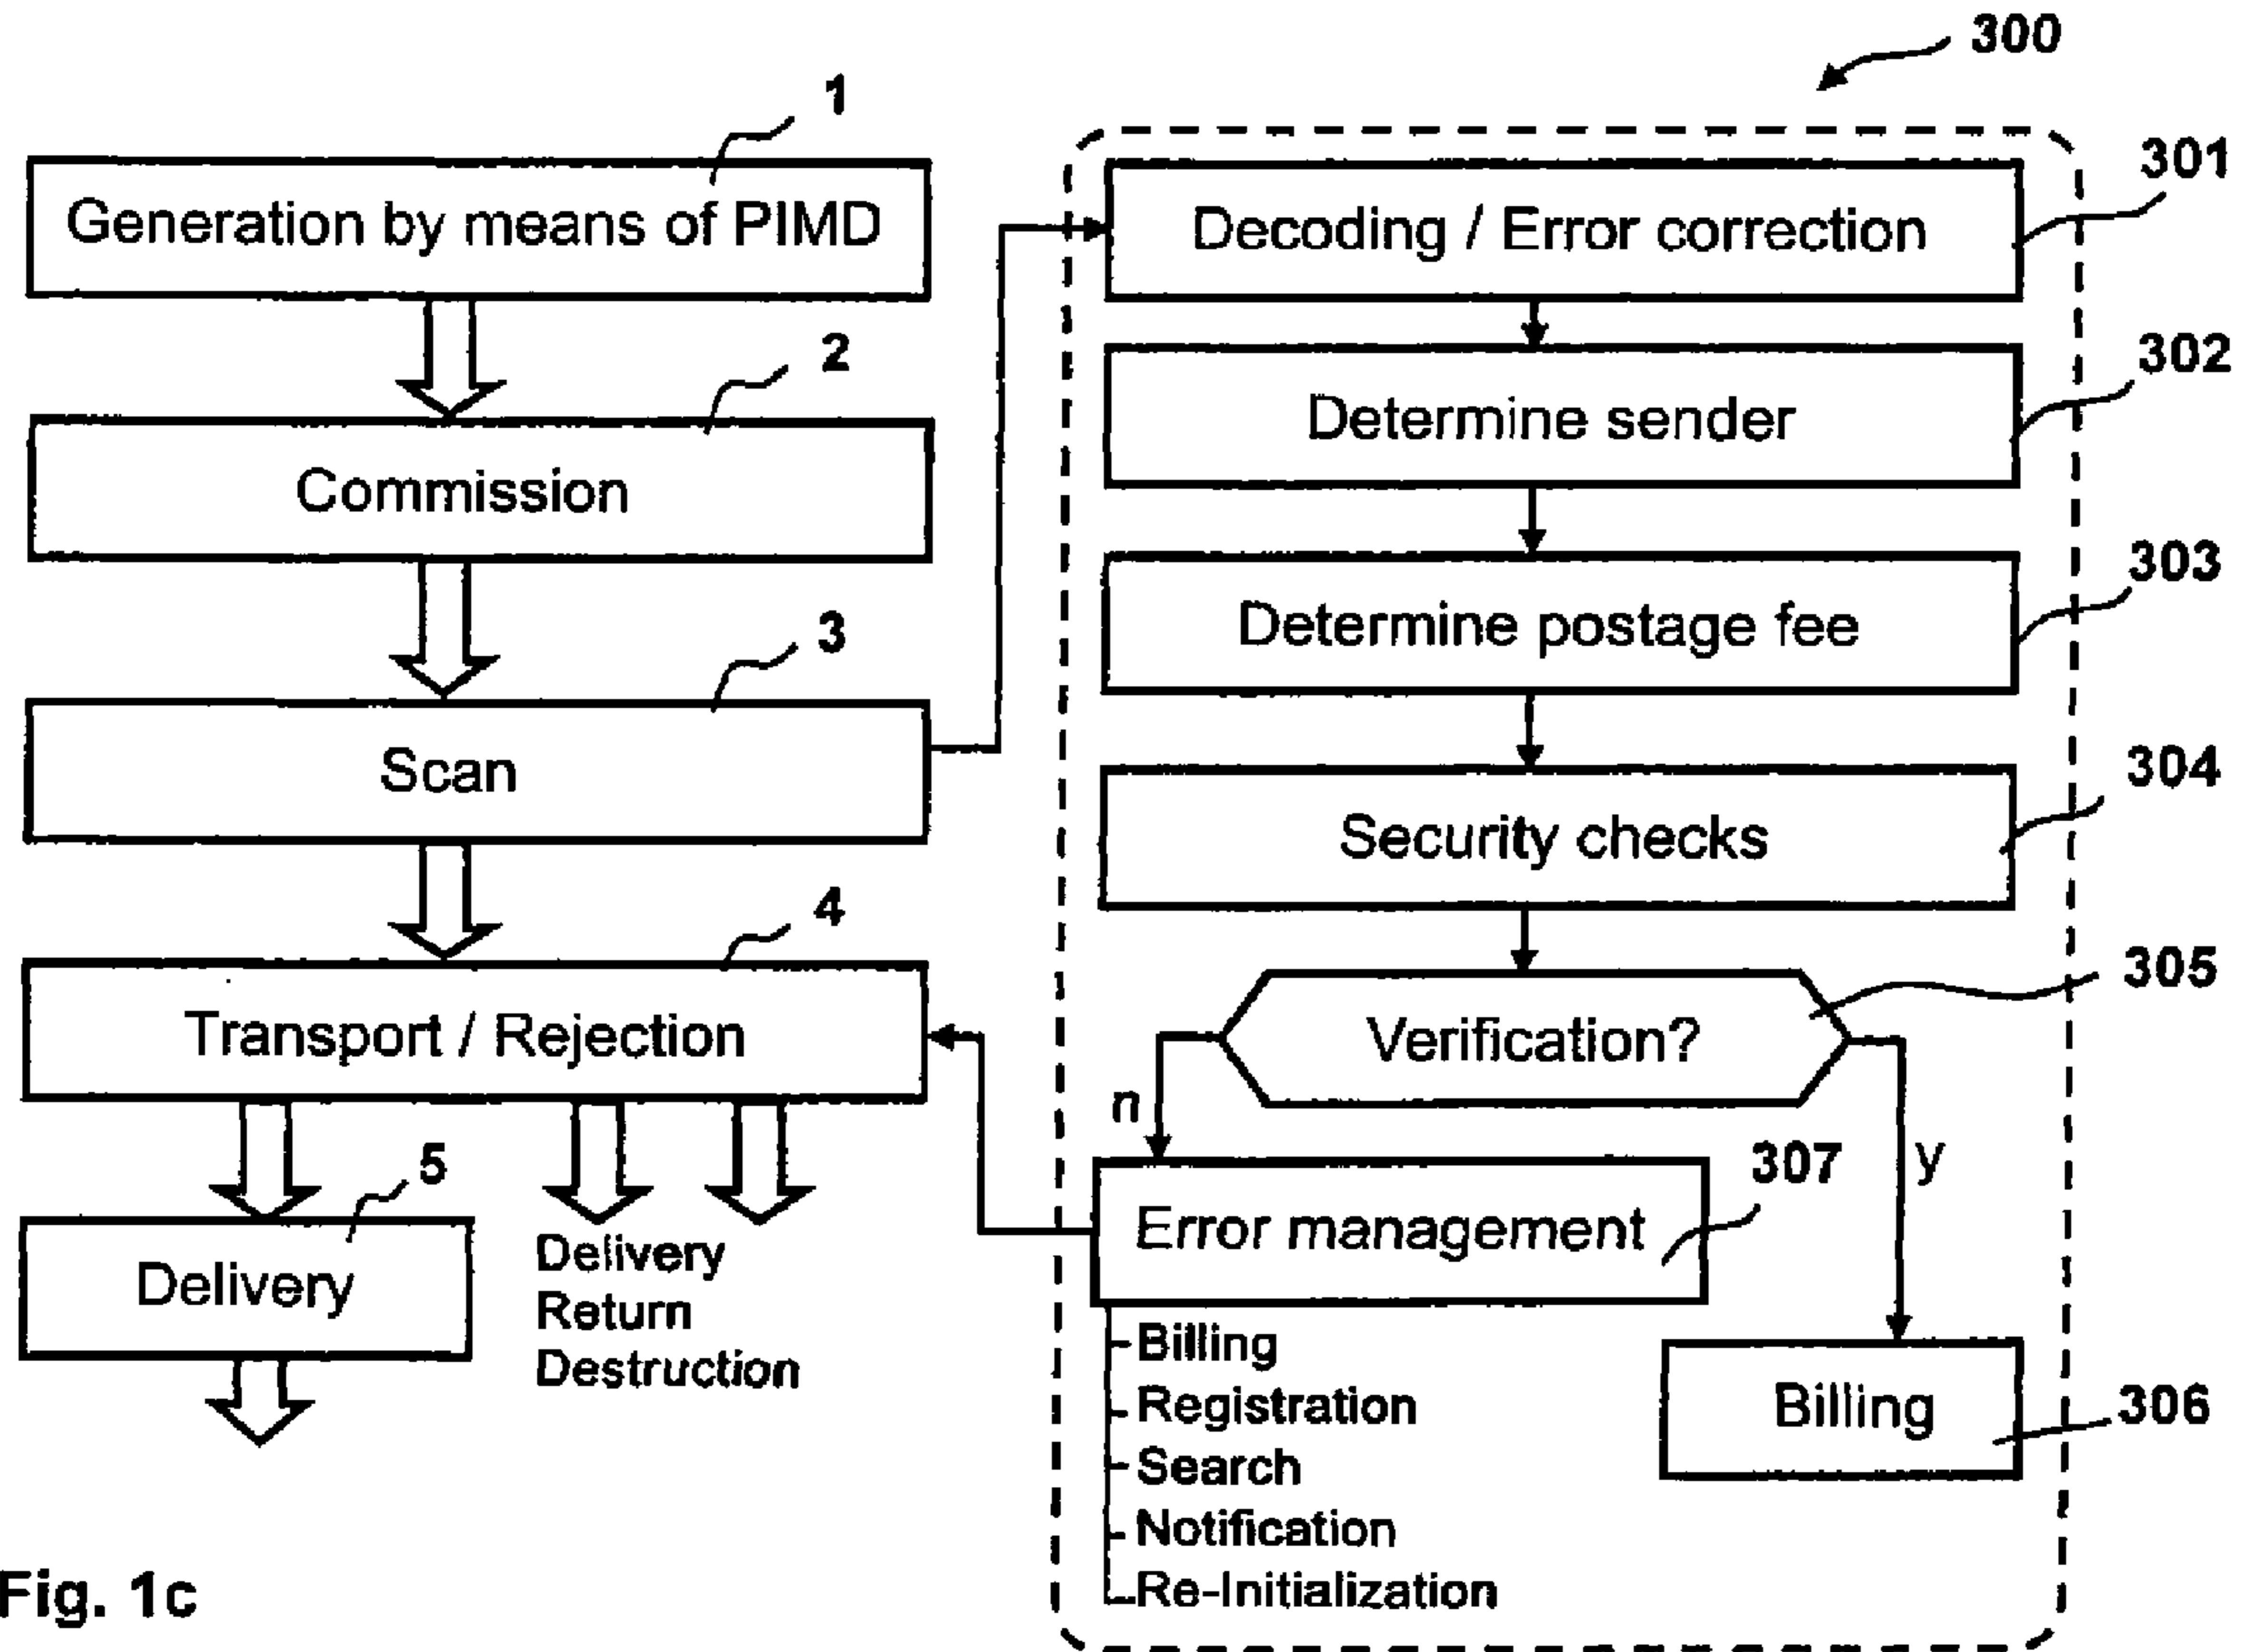 300
1
Generation by means of PIMD
2
Commission
3
Scan
4
Transport / Rejection
5
Delivery
Delivery
Return
Destruction
301
Decoding / Error correction
302
Determine sender
303
Determine postage fee
304
Security checks
305
Verification?
n
y
307
Error management
Billing
Registration
Search
Notification
Re-Initialization
Billing
306
Fig. 1c